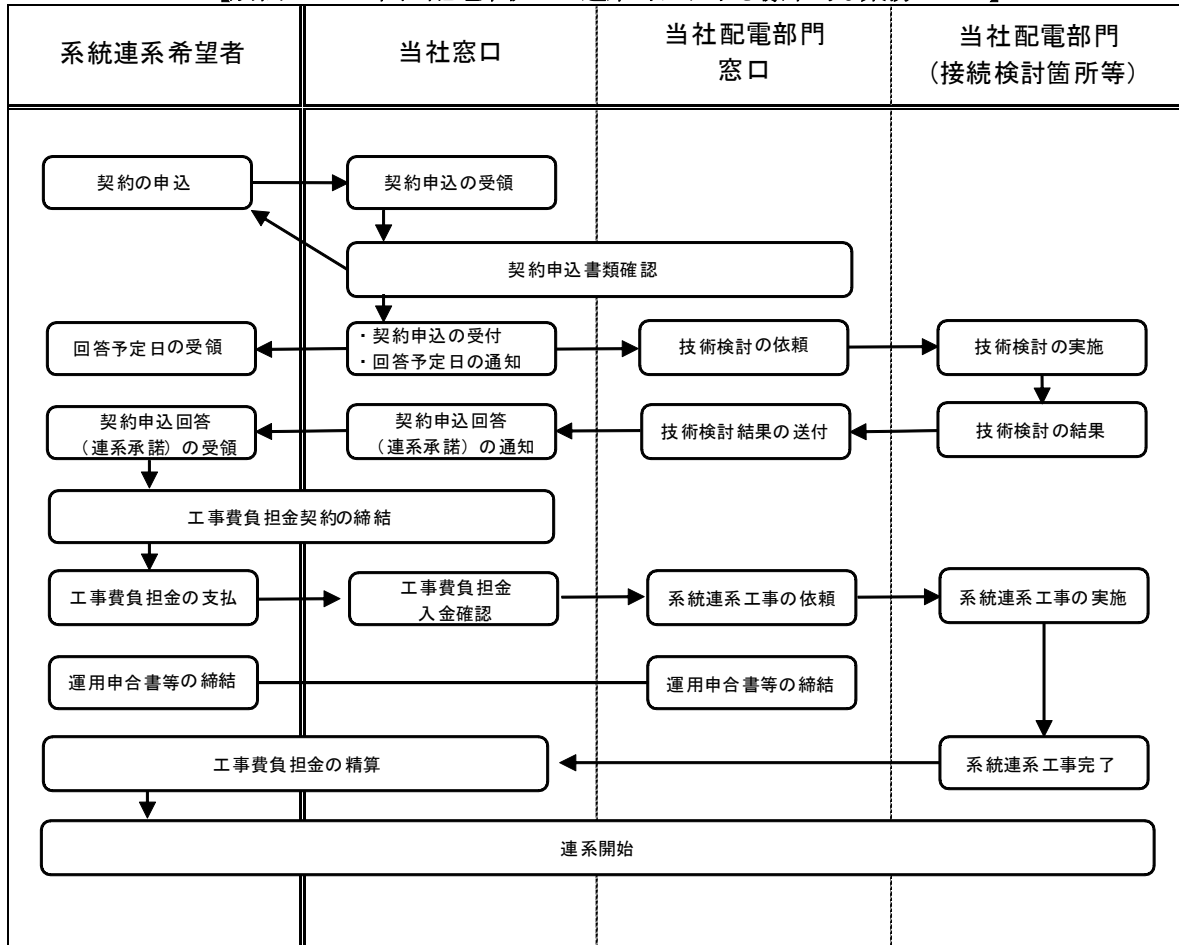 系統連系希望者
当社窓口
当社配電部門
窓口
当社配電部門
（接続検討箇所等）
契約の申込
契約申込の受領
契約申込書類確認
回答予定日の受領
・契約申込の受付
・回答予定日の通知
技術検討の依頼
技術検討の実施
契約申込回答
（連系承諾）の受領
契約申込回答
（連系承諾）の通知
技術検討結果の送付
技術検討の結果
工事費負担金契約の締結
工事費負担金の支払
工事費負担金
入金確認
系統連系工事の依頼
系統連系工事の実施
運用申合書等の締結
運用申合書等の締結
工事費負担金の精算
系統連系工事完了
連系開始